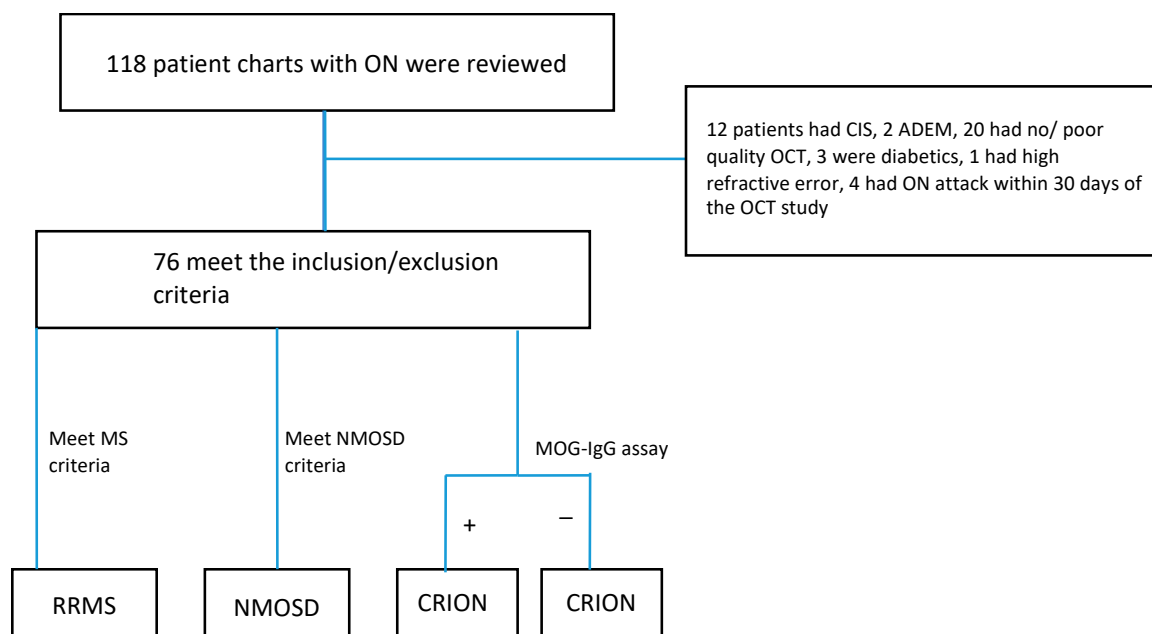 118 patient charts with ON were reviewed
12 patients had CIS, 2 ADEM, 20 had no/ poor
quality OCT, 3 were diabetics, 1 had high
refractive error, 4 had ON attack within 30 days of
the OCT study
76 meet the inclusion/exclusion
criteria
Meet MS
criteria
Meet NMOSD
criteria
MOG-IgG assay
+
–
RRMS
NMOSD
CRION
CRION